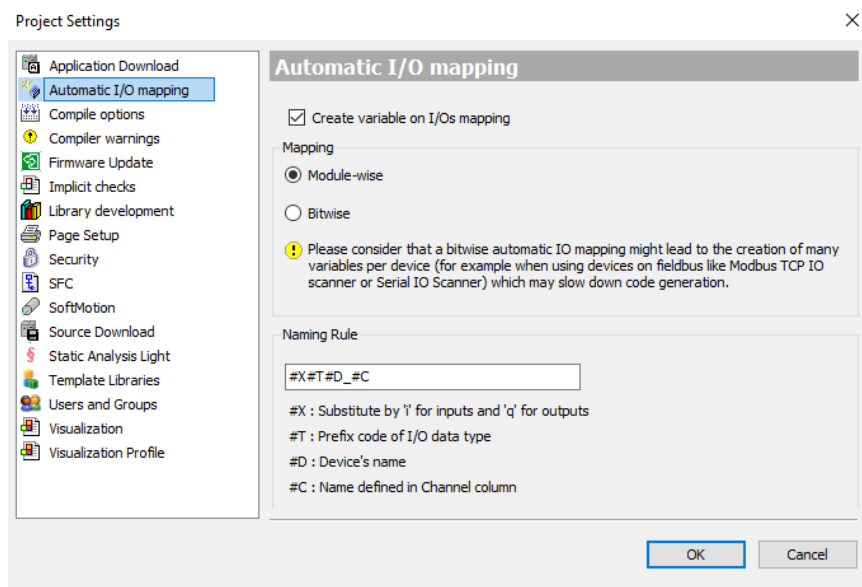 Project Settings
Application Download
Automatic I/O mapping
Compile options
Compiler warnings
Firmware Update
Implicit checks
Library development
Page Setup
Security
SFC
SoftMotion
Source Download
Static Analysis Light
Template Libraries
Users and Groups
Visualization
Visualization Profile
Automatic I/O mapping
Create variable on I/Os mapping
Mapping
Module-wise
Bitwise
Please consider that a bitwise automatic IO mapping might lead to the creation of many
variables per device (for example when using devices on fieldbus like Modbus TCP IO
scanner or Serial IO Scanner) which may slow down code generation.
Naming Rule
#X#T#D_#C
#X : Substitute by 'i' for inputs and 'q' for outputs
#T : Prefix code of I/O data type
#D : Device's name
#C : Name defined in Channel column
OK
Cancel